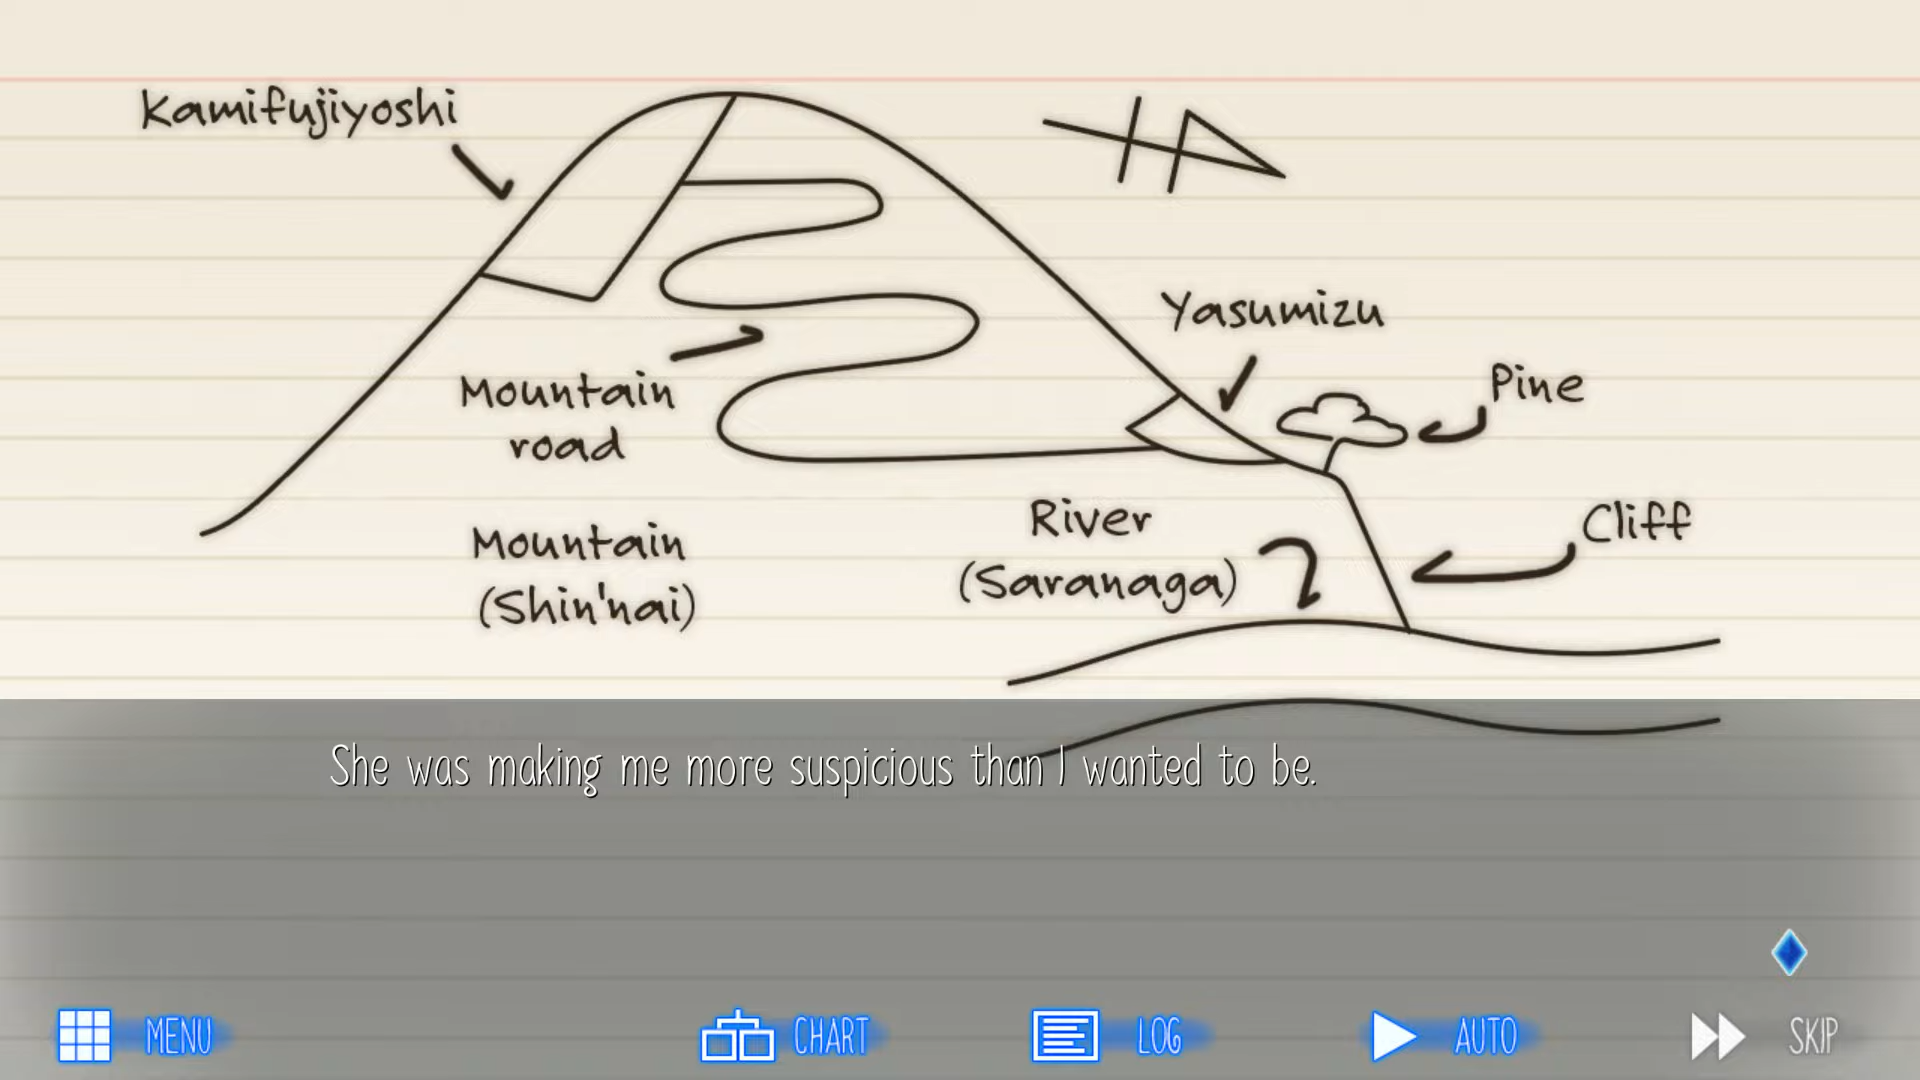 Kamifujiyoshi
Yasumizu
Pine
Mountain
road
River
(Saranaga)
Cliff
Mountain
(Shin'nai)
She was making me more suspicious than I wanted to be.
MENU
CHART
LOG
AUTO
SKIP